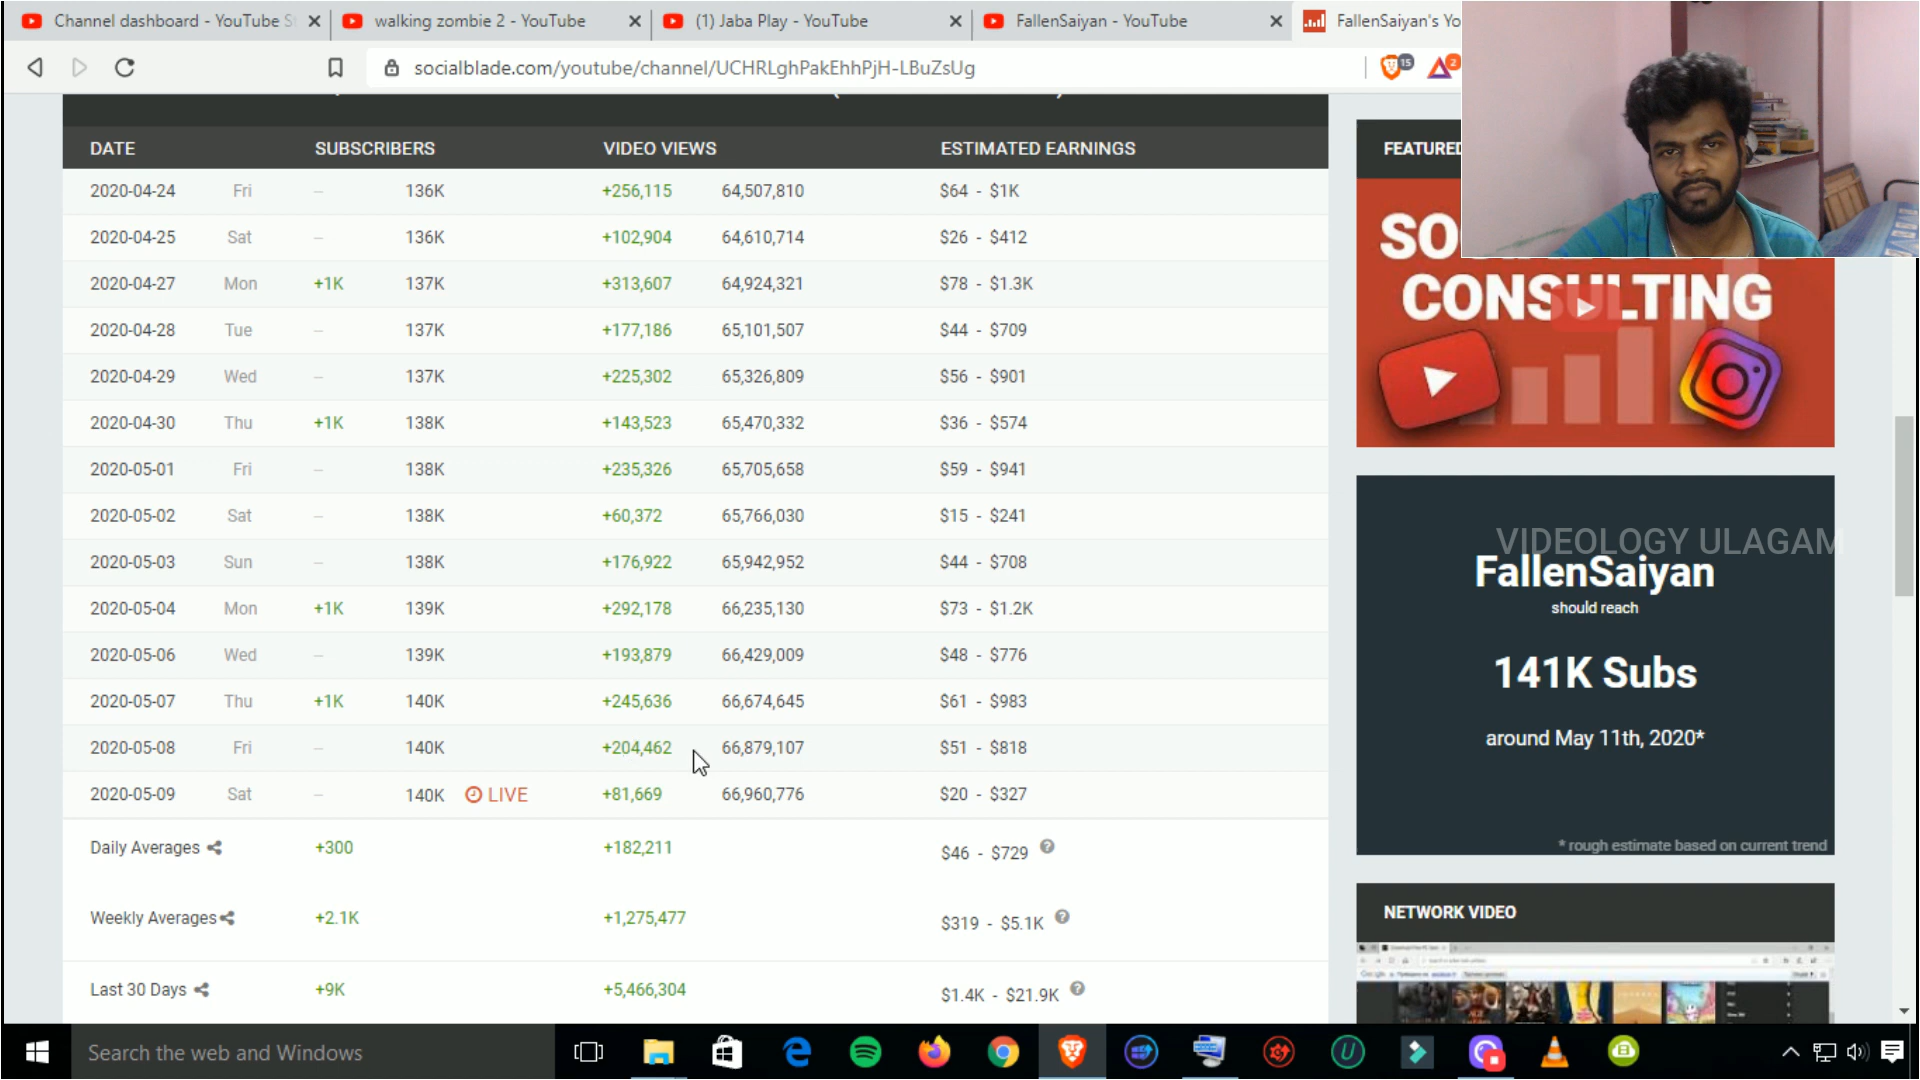 Channel dashboard - YouTube S
walking zombie 2 - YouTube
(1) Jaba Play - YouTube
FallenSaiyan - YouTube
FallenSaiyan's Yo
socialblade.com/youtube/channel/UCHRLghPakEhhPjH-LBuZsUg
15
2
DATE SUBSCRIBERS VIDEO VIEWS ESTIMATED EARNINGS
2020-04-24 Fri – 136K +256,115 64,507,810 $64 - $1K
2020-04-25 Sat – 136K +102,904 64,610,714 $26 - $412
2020-04-27 Mon +1K 137K +313,607 64,924,321 $78 - $1.3K
2020-04-28 Tue – 137K +177,186 65,101,507 $44 - $709
2020-04-29 Wed – 137K +225,302 65,326,809 $56 - $901
2020-04-30 Thu +1K 138K +143,523 65,470,332 $36 - $574
2020-05-01 Fri – 138K +235,326 65,705,658 $59 - $941
2020-05-02 Sat – 138K +60,372 65,766,030 $15 - $241
2020-05-03 Sun – 138K +176,922 65,942,952 $44 - $708
2020-05-04 Mon +1K 139K +292,178 66,235,130 $73 - $1.2K
2020-05-06 Wed – 139K +193,879 66,429,009 $48 - $776
2020-05-07 Thu +1K 140K +245,636 66,674,645 $61 - $983
2020-05-08 Fri – 140K +204,462 66,879,107 $51 - $818
2020-05-09 Sat – 140K LIVE +81,669 66,960,776 $20 - $327
Daily Averages +300 +182,211 $46 - $729
Weekly Averages +2.1K +1,275,477 $319 - $5.1K
Last 30 Days +9K +5,466,304 $1.4K - $21.9K
FEATURED
SO
CONSULTING
VIDEOLOGY ULAGAM
FallenSaiyan
should reach
141K Subs
around May 11th, 2020*
* rough estimate based on current trend
NETWORK VIDEO
Search the web and Windows